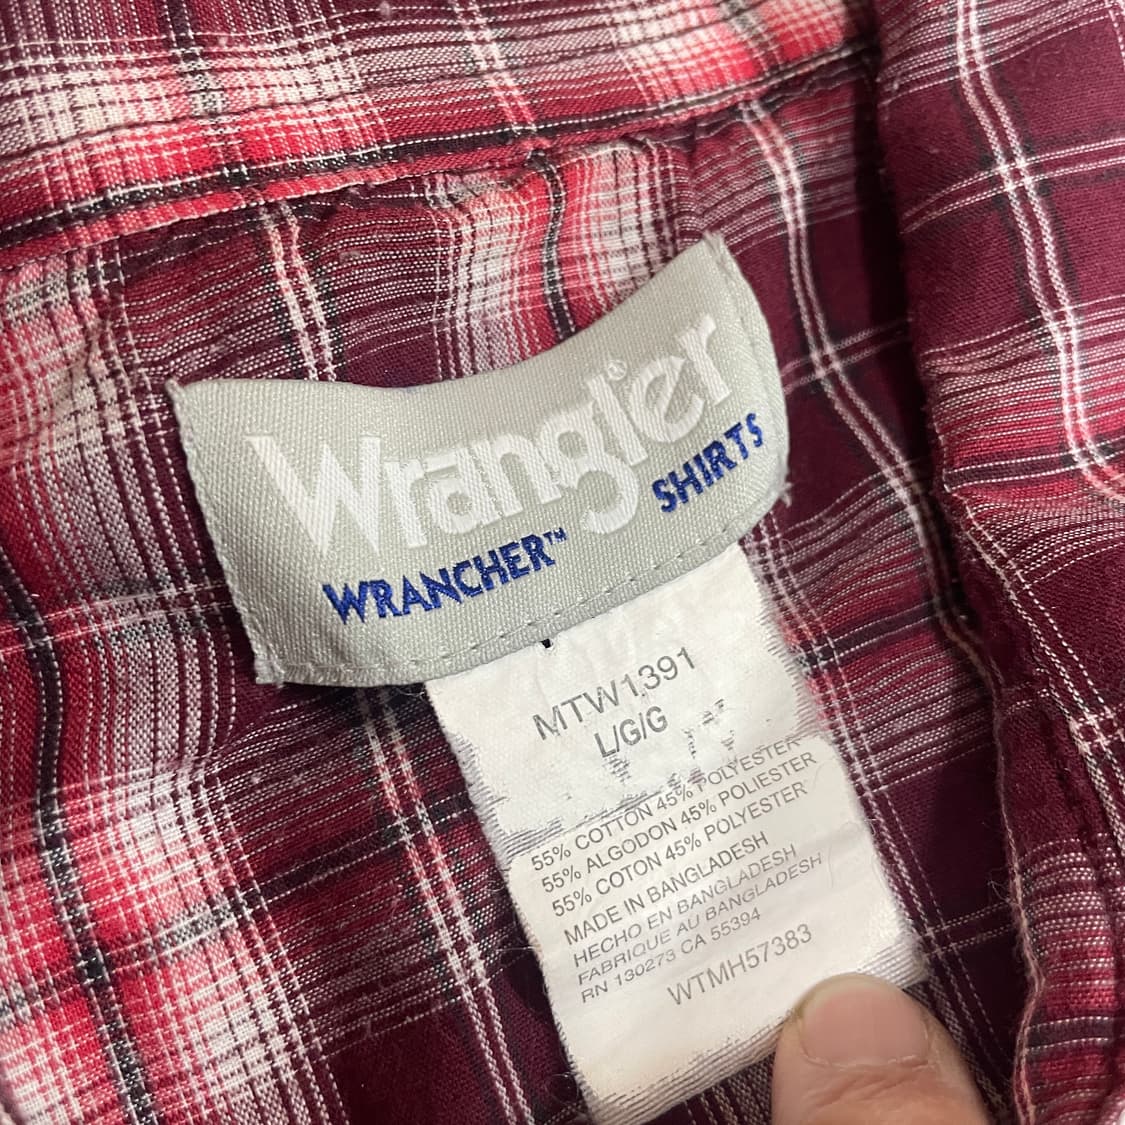 Wrangler®
WRANCHER™ SHIRTS
MTW1391
L/G/G
55% COTTON 45% POLYESTER
55% ALGODON 45% POLIESTER
55% COTON 45% POLYESTER
MADE IN BANGLADESH
HECHO EN BANGLADESH
FABRIQUE AU BANGLADESH
RN 130273 CA 55394
WTMH57383